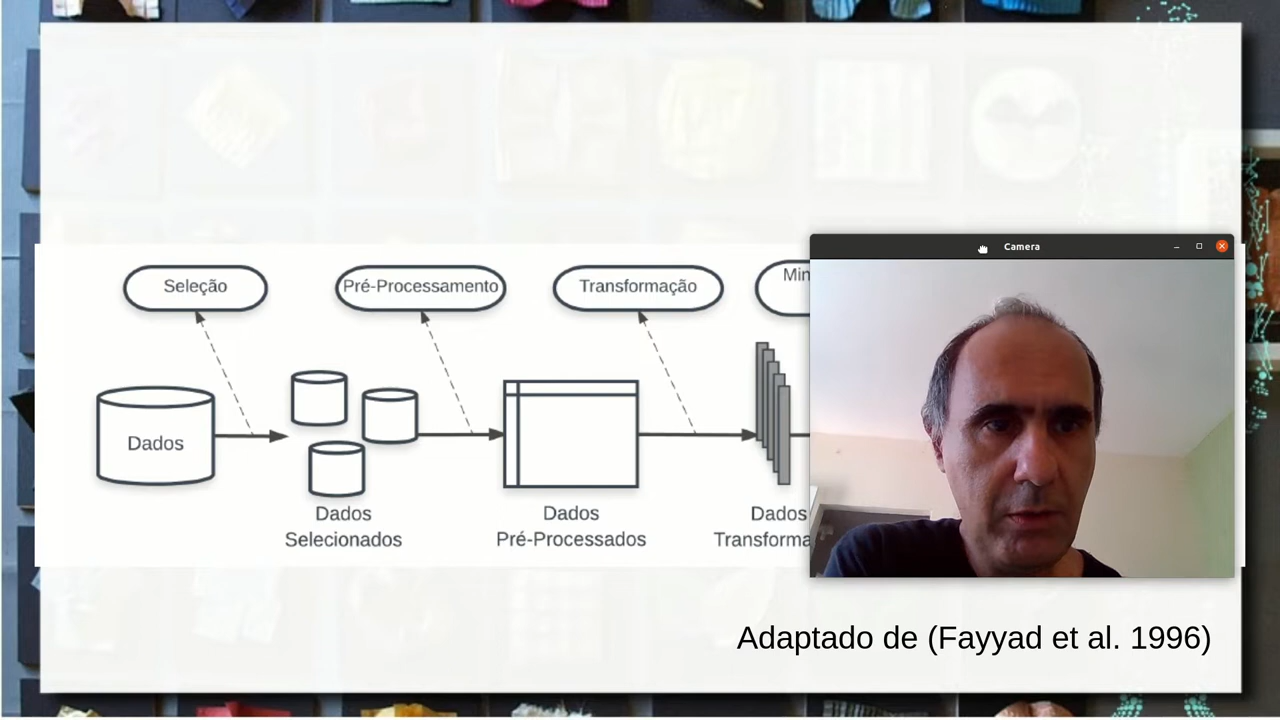 Seleção
Pré-Processamento
Transformação
Min
Camera
Dados
Dados
Selecionados
Dados
Pré-Processados
Dados
Transforma
Adaptado de (Fayyad et al. 1996)